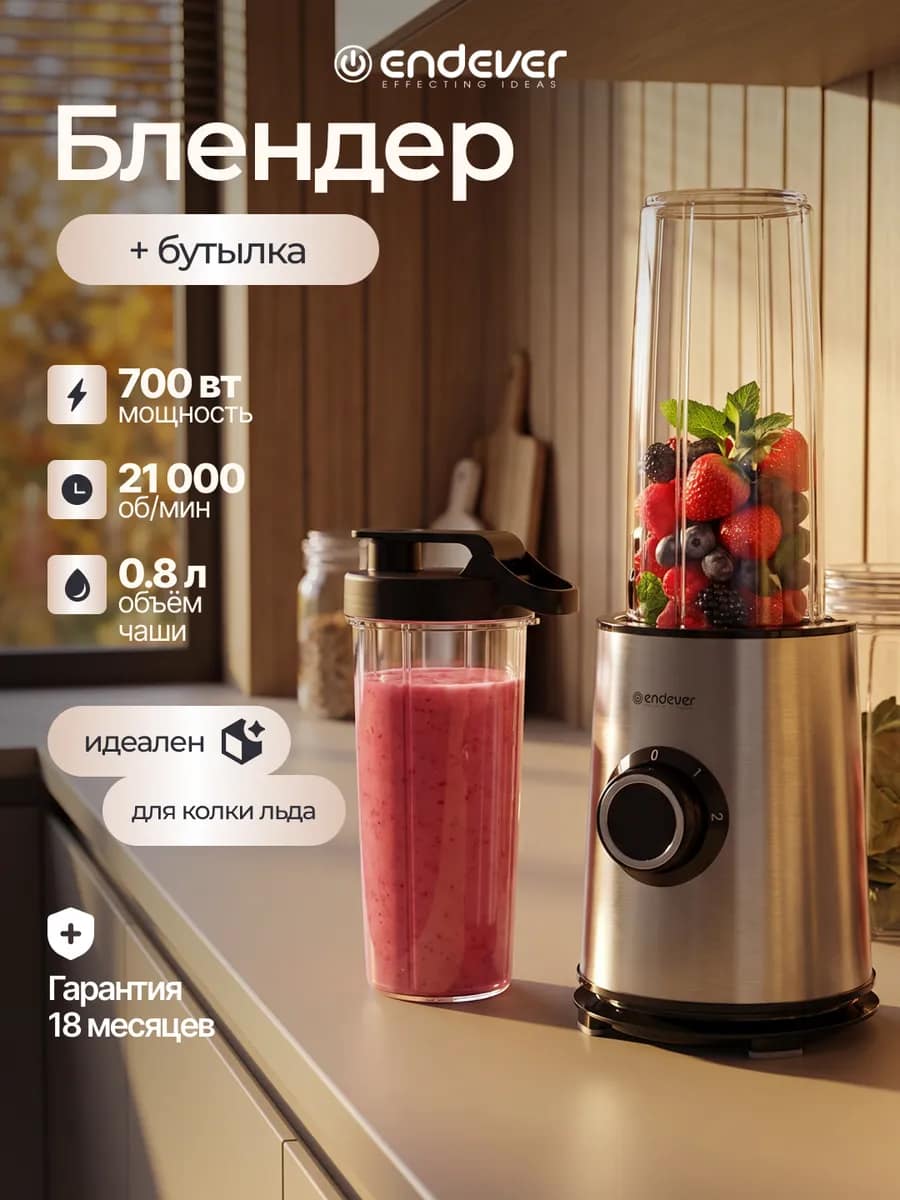 endever
EFFECTING IDEAS
Блендер
+ бутылка
700 вт
мощность
21 000
об/мин
0.8 л
объём
чаши
идеален
для колки льда
endever
0
1
2
Гарантия
18 месяцев